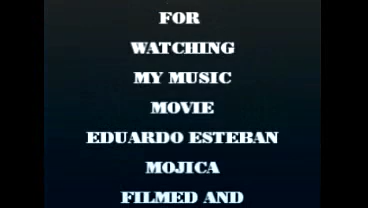 FOR
WATCHING
MY MUSIC
MOVIE
EDUARDO ESTEBAN
MOJICA
FILMED AND